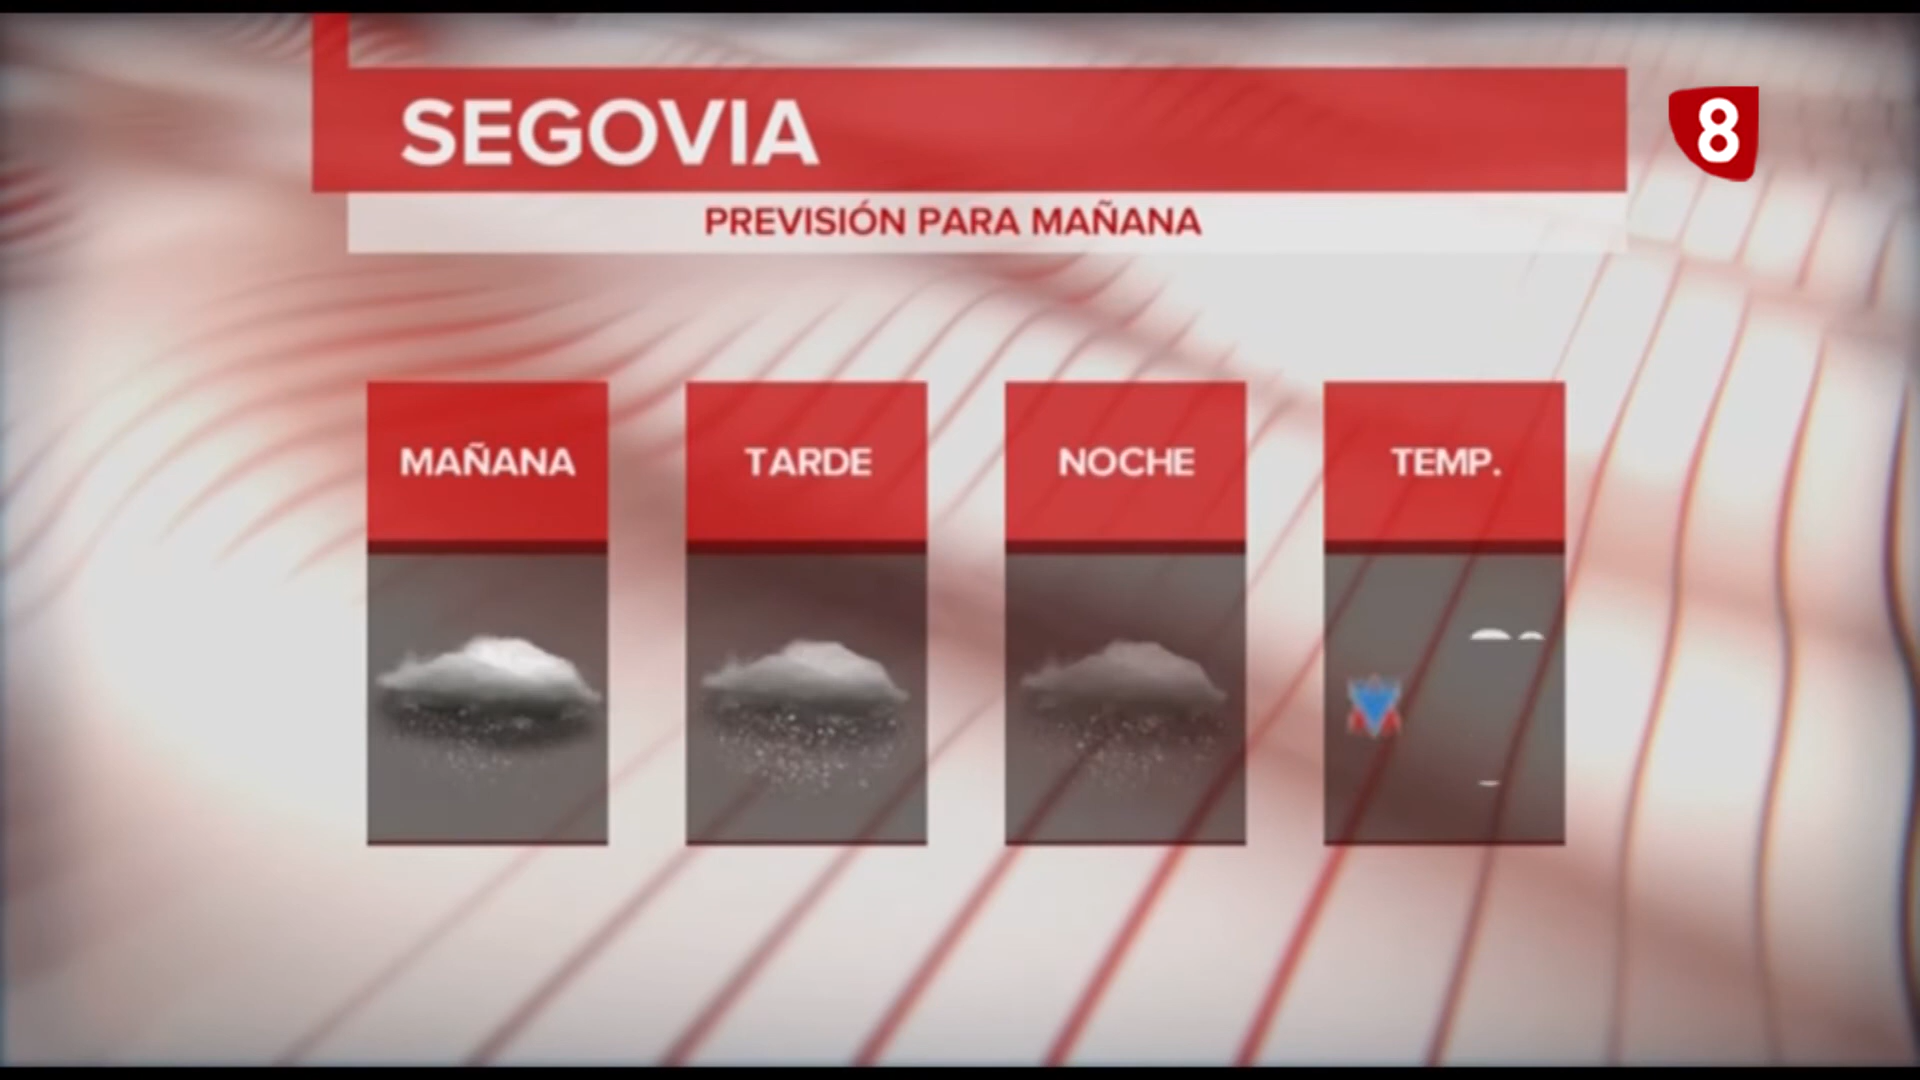 SEGOVIA
8
PREVISIÓN PARA MAÑANA
MAÑANA
TARDE
NOCHE
TEMP.